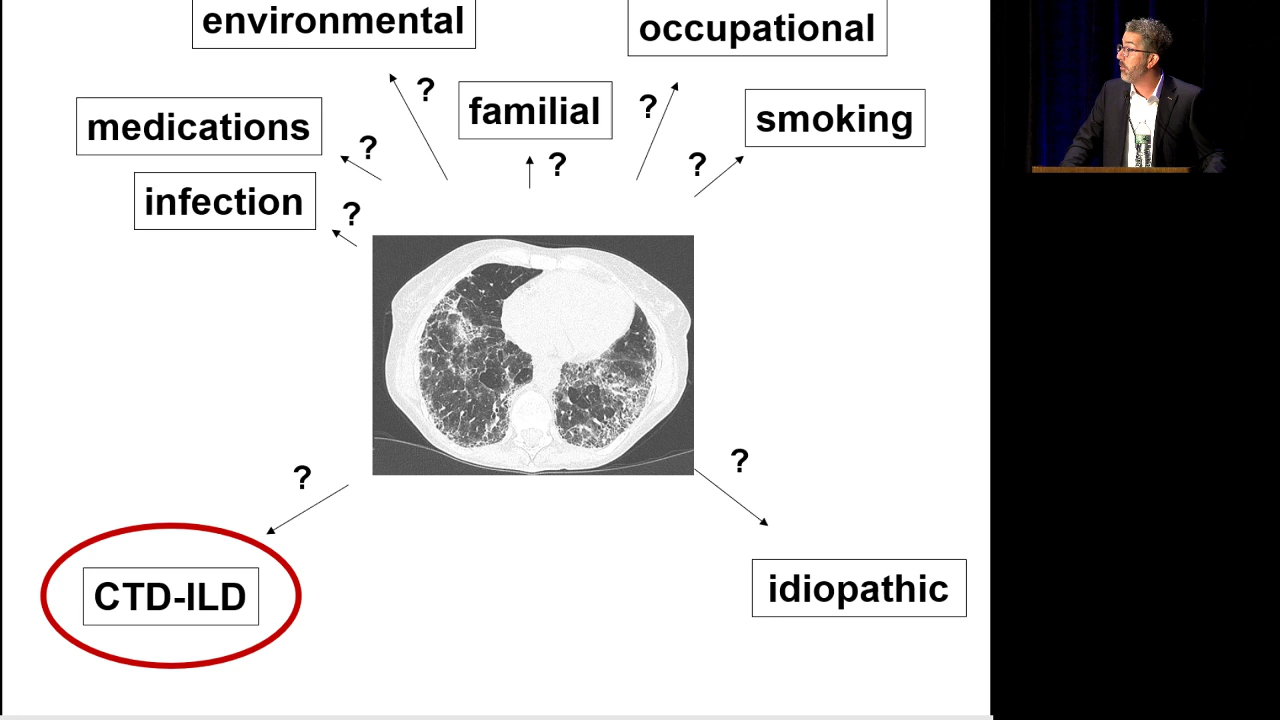 environmental
occupational
?
familial
?
smoking
medications
?
?
?
infection
?
?
?
CTD-ILD
idiopathic